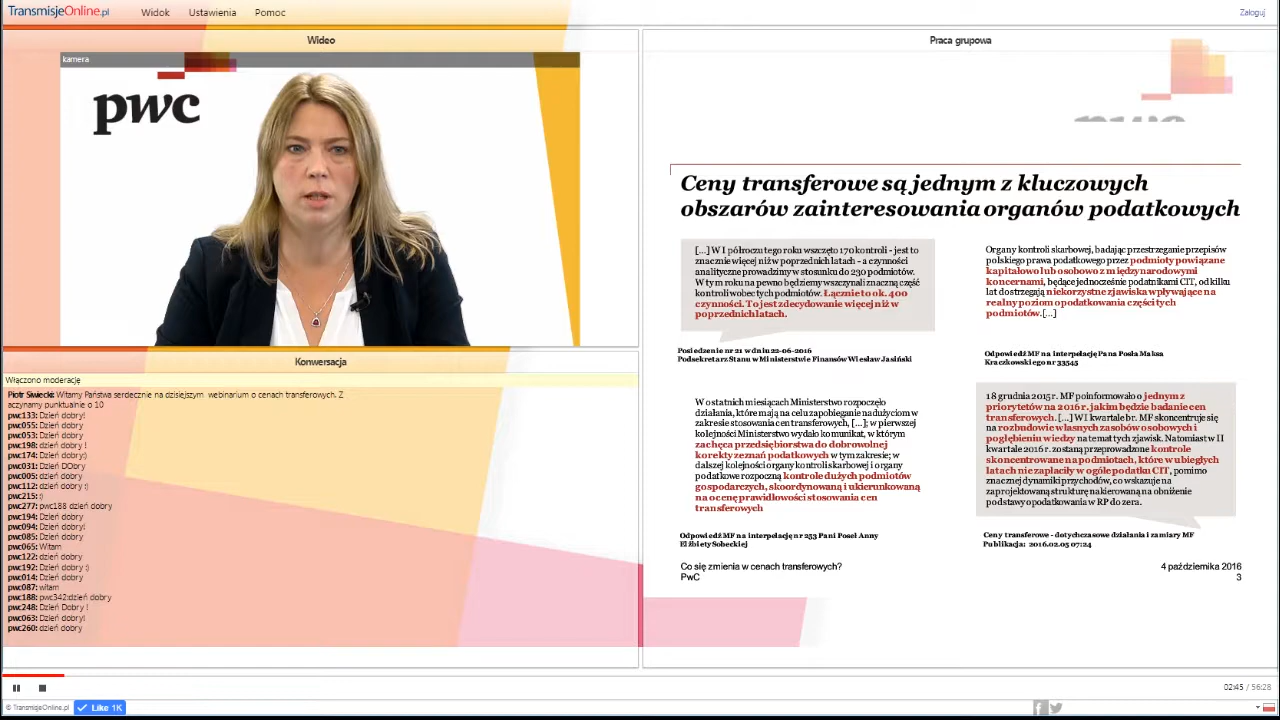 TransmisjeOnline.pl
Widok
Ustawienia
Pomoc
Zaloguj
Wideo
kamera
pwc
Konwersacja
Włączono moderację
Piotr Siwiecki: Witamy Państwa serdecznie na dzisiejszym webinarium o cenach transferowych. Z
aczynamy punktualnie o 10
pwc133: Dzień dobry!
pwc055: Dzień dobry
pwc053: Dzień dobry
pwc198: dzień dobry !
pwc174: Dzień dobry:)
pwc031: Dzień DObry
pwc005: dzień dobry
pwc112: dzień dobry :)
pwc215: :)
pwc277: pwc188 dzień dobry
pwc194: Dzień dobry
pwc094: Dzień dobry!
pwc085: Dzień dobry
pwc065: Witam
pwc122: dzień dobry
pwc192: Dzień dobry :)
pwc014: Dzień dobry
pwc087: witam
pwc188: pwc342:dzień dobry
pwc248: Dzień Dobry !
pwc063: Dzień dobry!
pwc260: dzień dobry
Praca grupowa
pwc
Ceny transferowe są jednym z kluczowych
obszarów zainteresowania organów podatkowych
[...] W I półroczu tego roku wszczęto 170 kontroli - jest to
znacznie więcej niż w poprzednich latach - a czynności
analityczne prowadzimy w stosunku do 230 podmiotów.
W tym roku na pewno będziemy wszczynali znaczną część
kontroli wobec tych podmiotów. Łącznie to ok. 400
czynności. To jest zdecydowanie więcej niż w
poprzednich latach.
Posiedzenie nr 21 w dniu 22-06-2016
Podsekretarz Stanu w Ministerstwie Finansów Wiesław Jasiński
Organy kontroli skarbowej, badając przestrzeganie przepisów
polskiego prawa podatkowego przez podmioty powiązane
kapitałowo lub osobowo z międzynarodowymi
koncernami, będące jednocześnie podatnikami CIT, od kilku
lat dostrzegają niekorzystne zjawiska wpływające na
realny poziom opodatkowania części tych
podmiotów.[...]
Odpowiedź MF na interpelację Pana Posła Maksa
Kraczkowskiego nr 33545
W ostatnich miesiącach Ministerstwo rozpoczęło
działania, które mają na celu zapobieganie nadużyciom w
zakresie stosowania cen transferowych, [...]; w pierwszej
kolejności Ministerstwo wydało komunikat, w którym
zachęca przedsiębiorstwa do dobrowolnej
korekty zeznań podatkowych w tym zakresie; w
dalszej kolejności organy kontroli skarbowej i organy
podatkowe rozpoczną kontrole dużych podmiotów
gospodarczych, skoordynowaną i ukierunkowaną
na ocenę prawidłowości stosowania cen
transferowych
Odpowiedź MF na interpelację nr 253 Pani Poseł Anny
Elżbiety Sobeckiej
18 grudnia 2015 r. MF poinformowało o jednym z
priorytetów na 2016 r. jakim będzie badanie cen
transferowych. [...] W I kwartale br. MF skoncentruje się
na rozbudowie własnych zasobów osobowych i
pogłębieniu wiedzy na temat tych zjawisk. Natomiast w II
kwartale 2016 r. zostaną przeprowadzone kontrole
skoncentrowane na podmiotach, które w ubiegłych
latach nie zapłaciły w ogóle podatku CIT, pomimo
znacznej dynamiki przychodów, co wskazuje na
zaprojektowaną strukturę nakierowaną na obniżenie
podstawy opodatkowania w RP do zera.
Ceny transferowe - dotychczasowe działania i zamiary MF
Publikacja: 2016.02.05 07:24
Co się zmienia w cenach transferowych?
PwC
4 października 2016
3
02:45 / 56:28
© TransmisjeOnline.pl
Like 1K